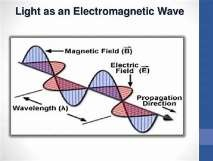 Light as an Electromagnetic Wave
Magnetic Field (B)
Electric
Field (E)
Propagation
Direction
Wavelength (λ)